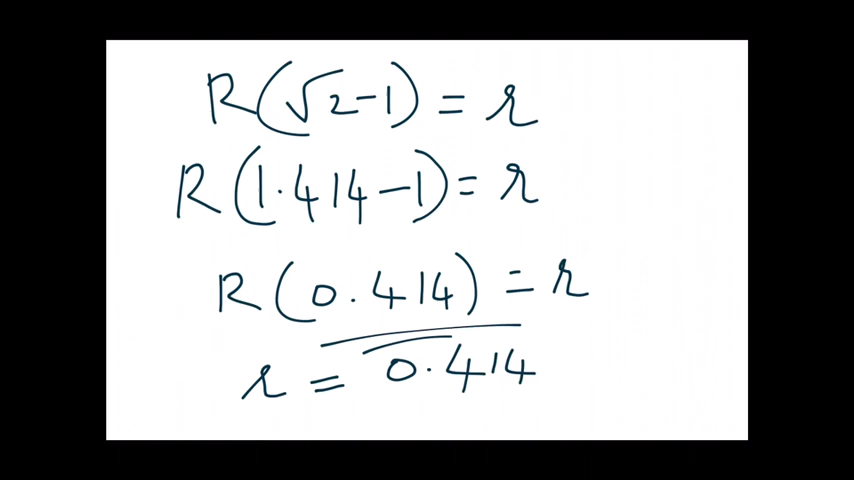 R(√2-1) = r
R(1.414-1) = r
R(0.414) = r
r = 0.414